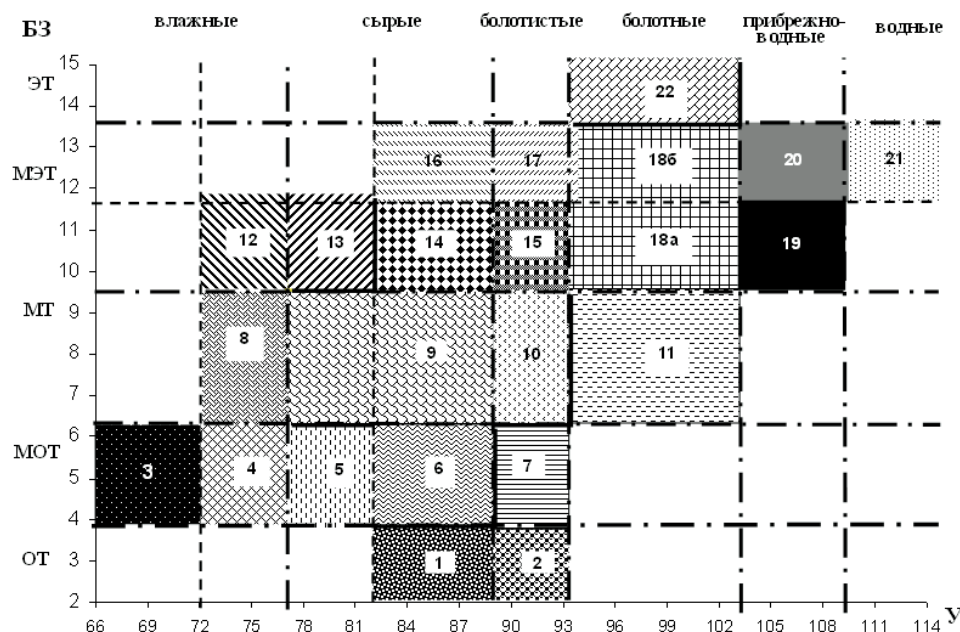 БЗ
влажные сырые болотистые болотные прибрежно-
водные водные
15
ЭТ
14 22
13 16 17 18б 20 21
МЭТ
12
11 12 13 14 15 18а 19
10
МТ
9
8 8 9 10 11
7
6
МОТ
5 3 4 5 6 7
4
ОТ
3 1 2
2
66 69 72 75 78 81 84 87 90 93 96 99 102 105 108 111 114 У